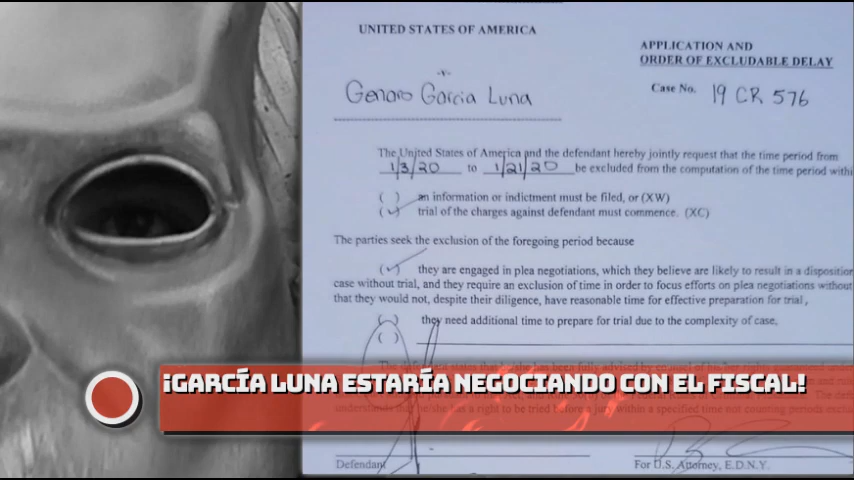 UNITED STATES OF AMERICA
APPLICATION AND
ORDER OF EXCLUDABLE DELAY
Genaro Garcia Luna
Case No. 19 CR 576
The United States of America and the defendant hereby jointly request that the time period from
1/3/20 to 1/21/20 be excluded from the computation of the time period withi
( ) an information or indictment must be filed, or (XW)
(✓) trial of the charges against defendant must commence. (XC)
The parties seek the exclusion of the foregoing period because
(✓) they are engaged in plea negotiations, which they believe are likely to result in a disposition
case without trial, and they require an exclusion of time in order to focus efforts on plea negotiations without
that they would not, despite their diligence, have reasonable time for effective preparation for trial,
( ) they need additional time to prepare for trial due to the complexity of case.
( )
¡GARCÍA LUNA ESTARÍA NEGOCIANDO CON EL FISCAL!
Defendant
For U.S. Attorney, E.D.N.Y.